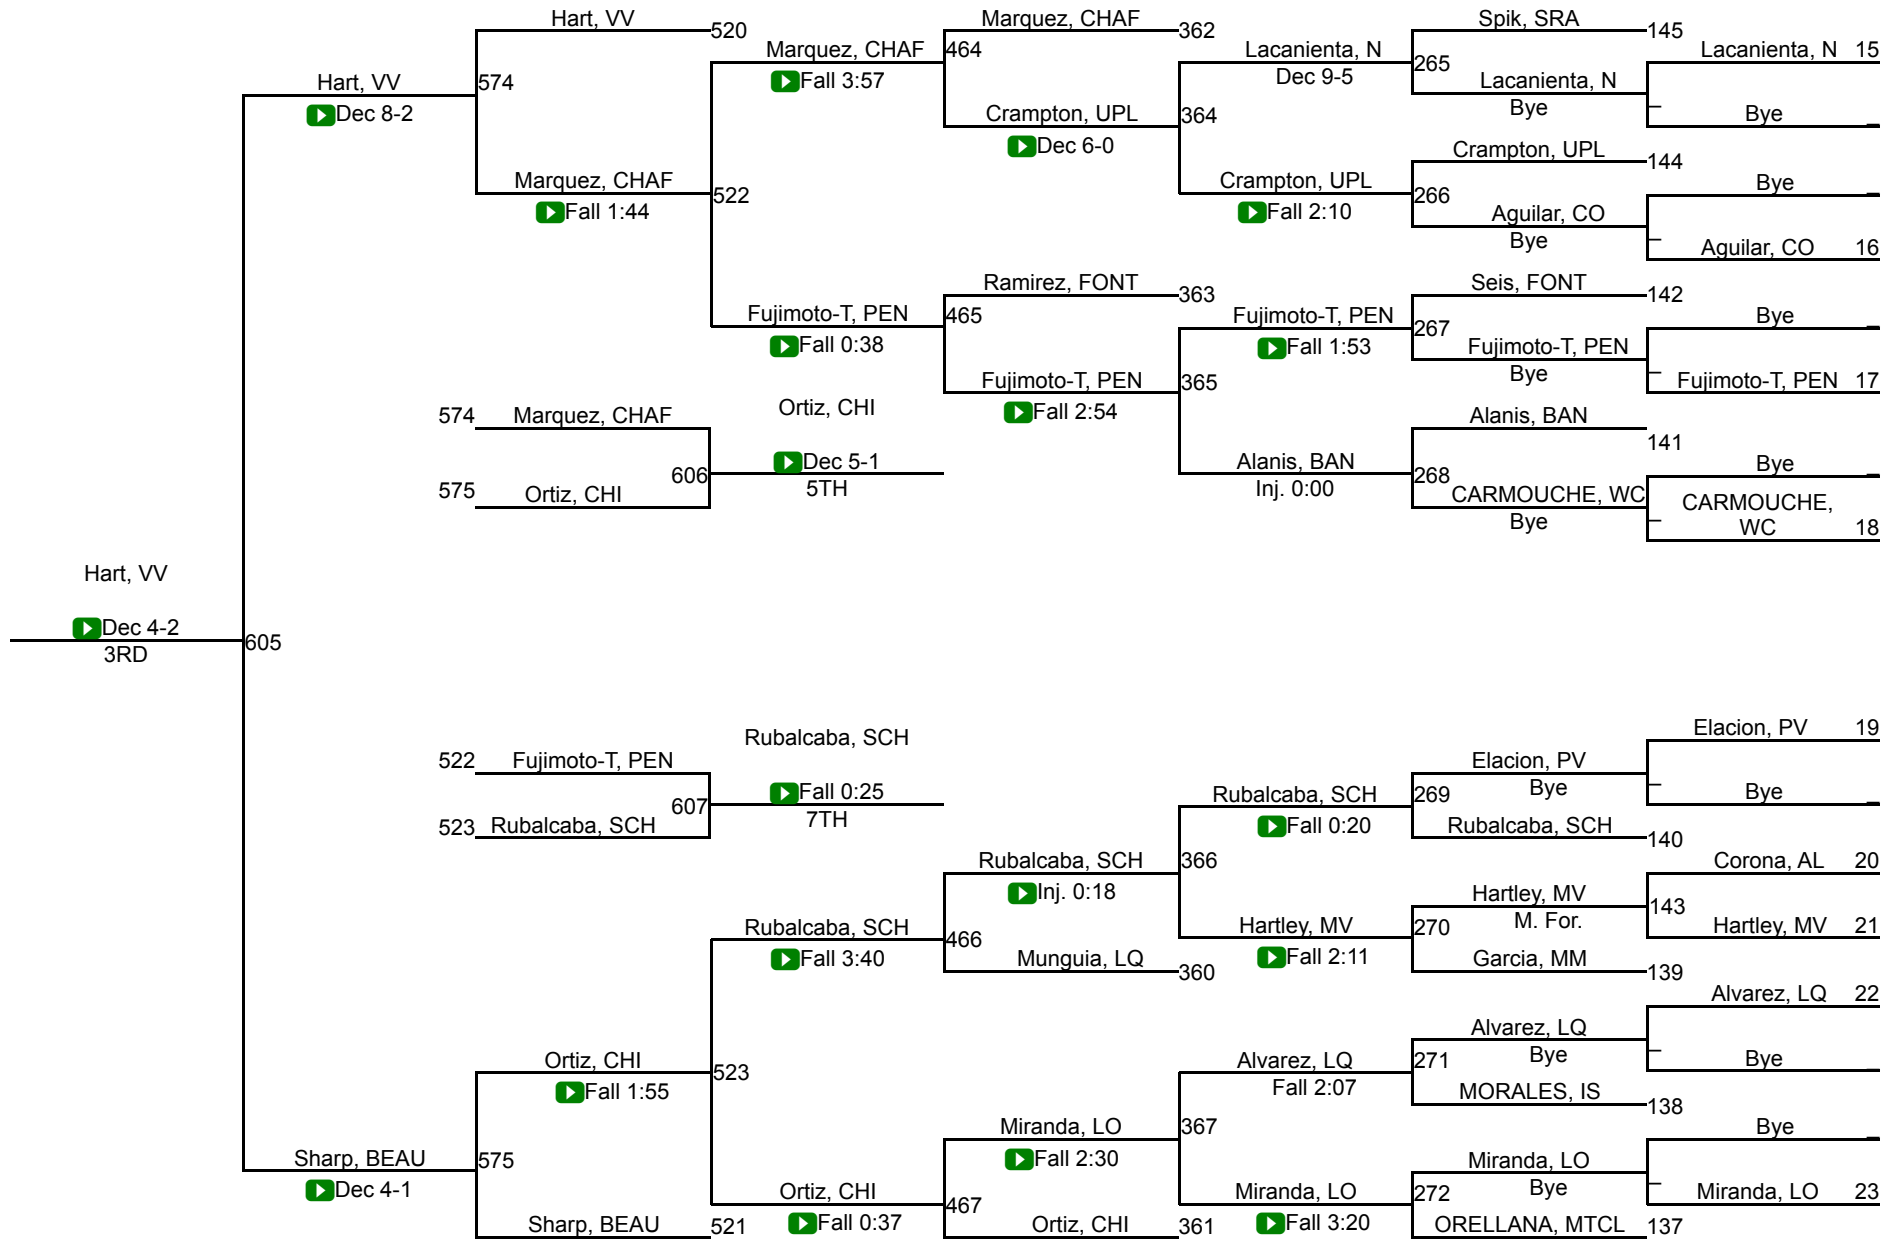 Hart, VV
520
Marquez, CHAF
362
Spik, SRA
145
Marquez, CHAF
464
Lacanienta, N
Lacanienta, N 15
Hart, VV
574
Fall 3:57
Dec 9-5
265
Lacanienta, N
Dec 8-2
Crampton, UPL
364
Bye
Bye
Dec 6-0
Crampton, UPL
144
Marquez, CHAF
522
Crampton, UPL
266
Bye
Fall 1:44
Fall 2:10
Aguilar, CO
Bye
Aguilar, CO 16
Ramirez, FONT
363
Seis, FONT
142
Fujimoto-T, PEN
465
Fujimoto-T, PEN
267
Bye
Fall 0:38
Fall 1:53
Fujimoto-T, PEN
Bye
Fujimoto-T, PEN
365
Fujimoto-T, PEN 17
574
Marquez, CHAF
Ortiz, CHI
Fall 2:54
Alanis, BAN
141
606
Dec 5-1
Alanis, BAN
268
Bye
575
Ortiz, CHI
5TH
Inj. 0:00
CARMOUCHE, WC
Bye
CARMOUCHE,
WC 18
Hart, VV
Dec 4-2
3RD
605
Rubalcaba, SCH
Elacion, PV 19
522
Fujimoto-T, PEN
Elacion, PV
607
Fall 0:25
Rubalcaba, SCH
269
Bye
Bye
523
Rubalcaba, SCH
7TH
Fall 0:20
Rubalcaba, SCH
140
Rubalcaba, SCH
366
Corona, AL 20
Inj. 0:18
Hartley, MV
143
Rubalcaba, SCH
466
Hartley, MV
270
M. For.
Hartley, MV 21
Fall 3:40
Munguia, LQ
360
Fall 2:11
Garcia, MM
139
Alvarez, LQ 22
Alvarez, LQ
Ortiz, CHI
523
Alvarez, LQ
271
Bye
Bye
Fall 1:55
Fall 2:07
MORALES, IS
138
Miranda, LO
367
Bye
Sharp, BEAU
575
Fall 2:30
Miranda, LO
Dec 4-1
Ortiz, CHI
467
Miranda, LO
272
Bye
Miranda, LO 23
Sharp, BEAU
521
Fall 0:37
Ortiz, CHI
361
Fall 3:20
ORELLANA, MTCL
137